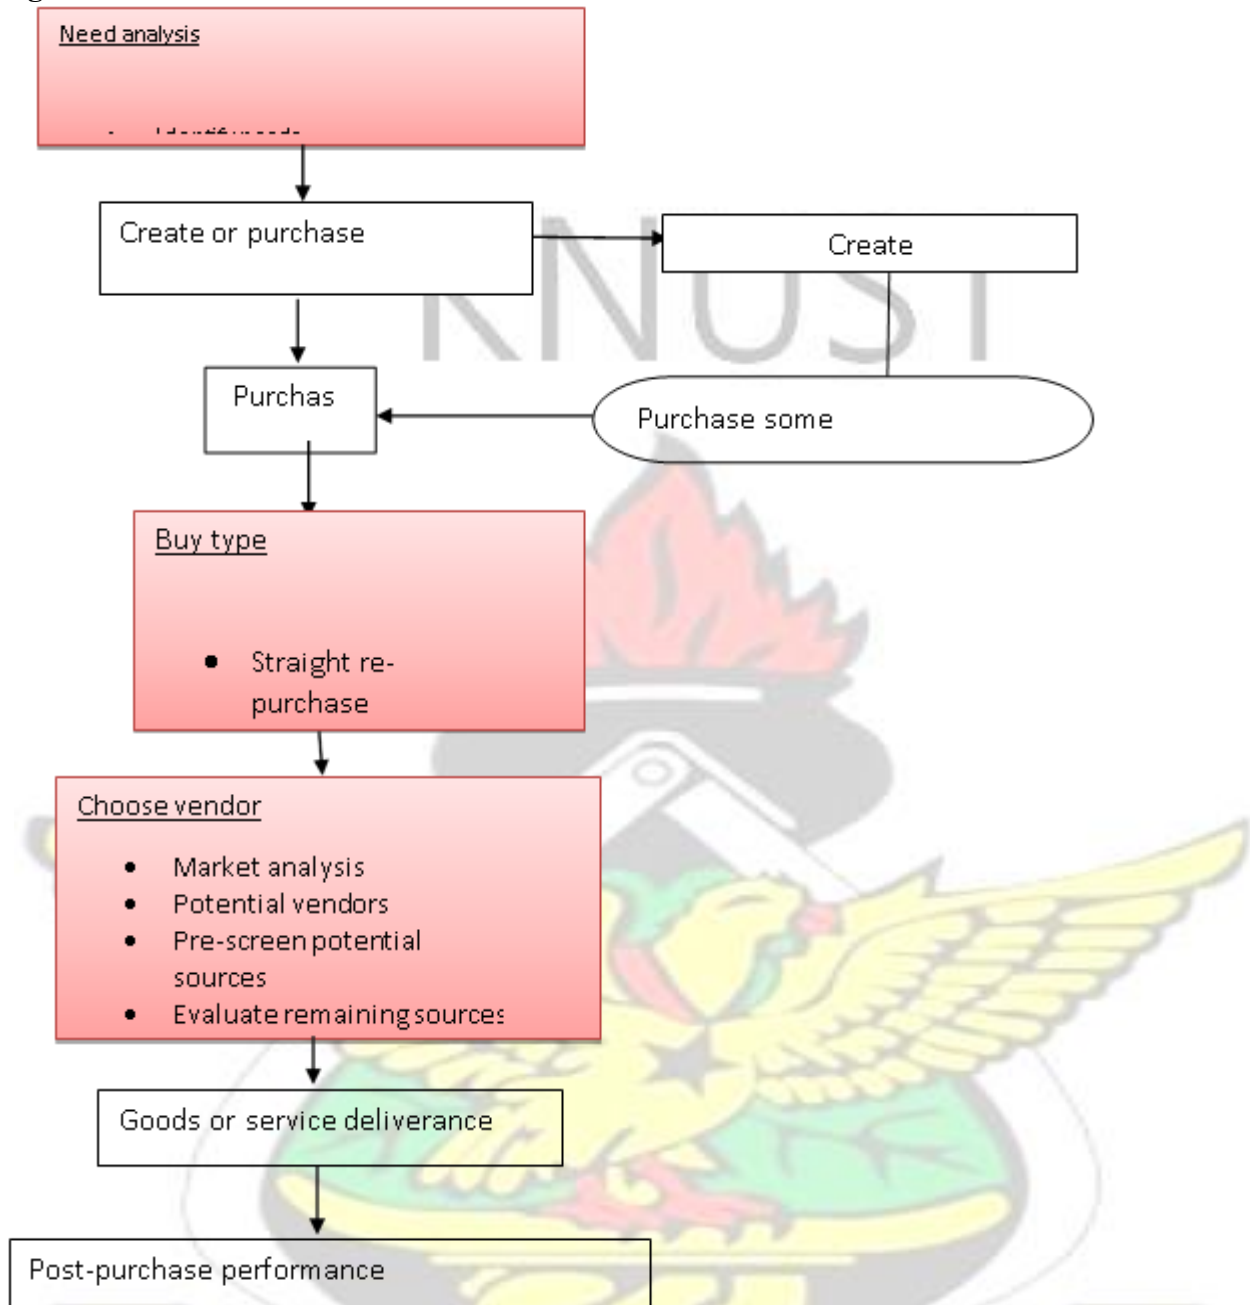 Need analysis
Create or purchase
Create
KNUST
Purchas
Purchase some
Buy type
• Straight re-
purchase
Choose vendor
• Market analysis
• Potential vendors
• Pre-screen potential
sources
• Evaluate remaining sources
Goods or service deliverance
Post-purchase performance